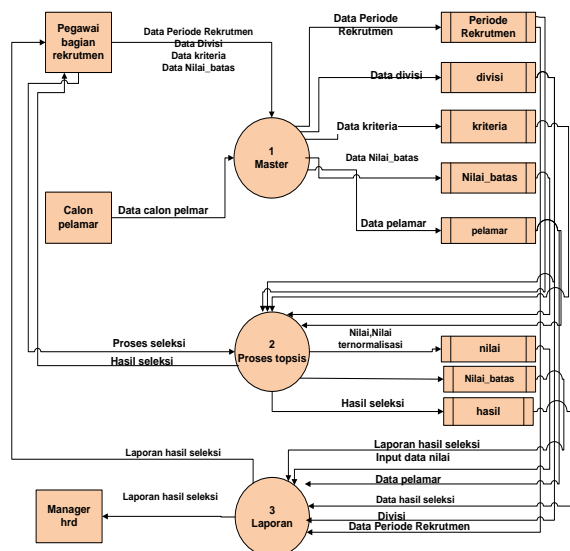 Pegawai
bagian
rekrutmen
Data Periode Rekrutmen
Data Divisi
Data kriteria
Data Nilai_batas
Data Periode
Rekrutmen
Periode
Rekrutmen
Data divisi
divisi
Data kriteria
kriteria
1
Master
Data Nilai_batas
Nilai_batas
Calon
pelamar
Data calon pelmar
Data pelamar
pelamar
2
Proses topsis
Nilai,Nilai
ternormalisasi
nilai
Proses seleksi
Hasil seleksi
Nilai_batas
Hasil seleksi
hasil
Laporan hasil seleksi
Input data nilai
Laporan hasil seleksi
Data pelamar
Manager
hrd
Laporan hasil seleksi
3
Laporan
Data hasil seleksi
Divisi
Data Periode Rekrutmen